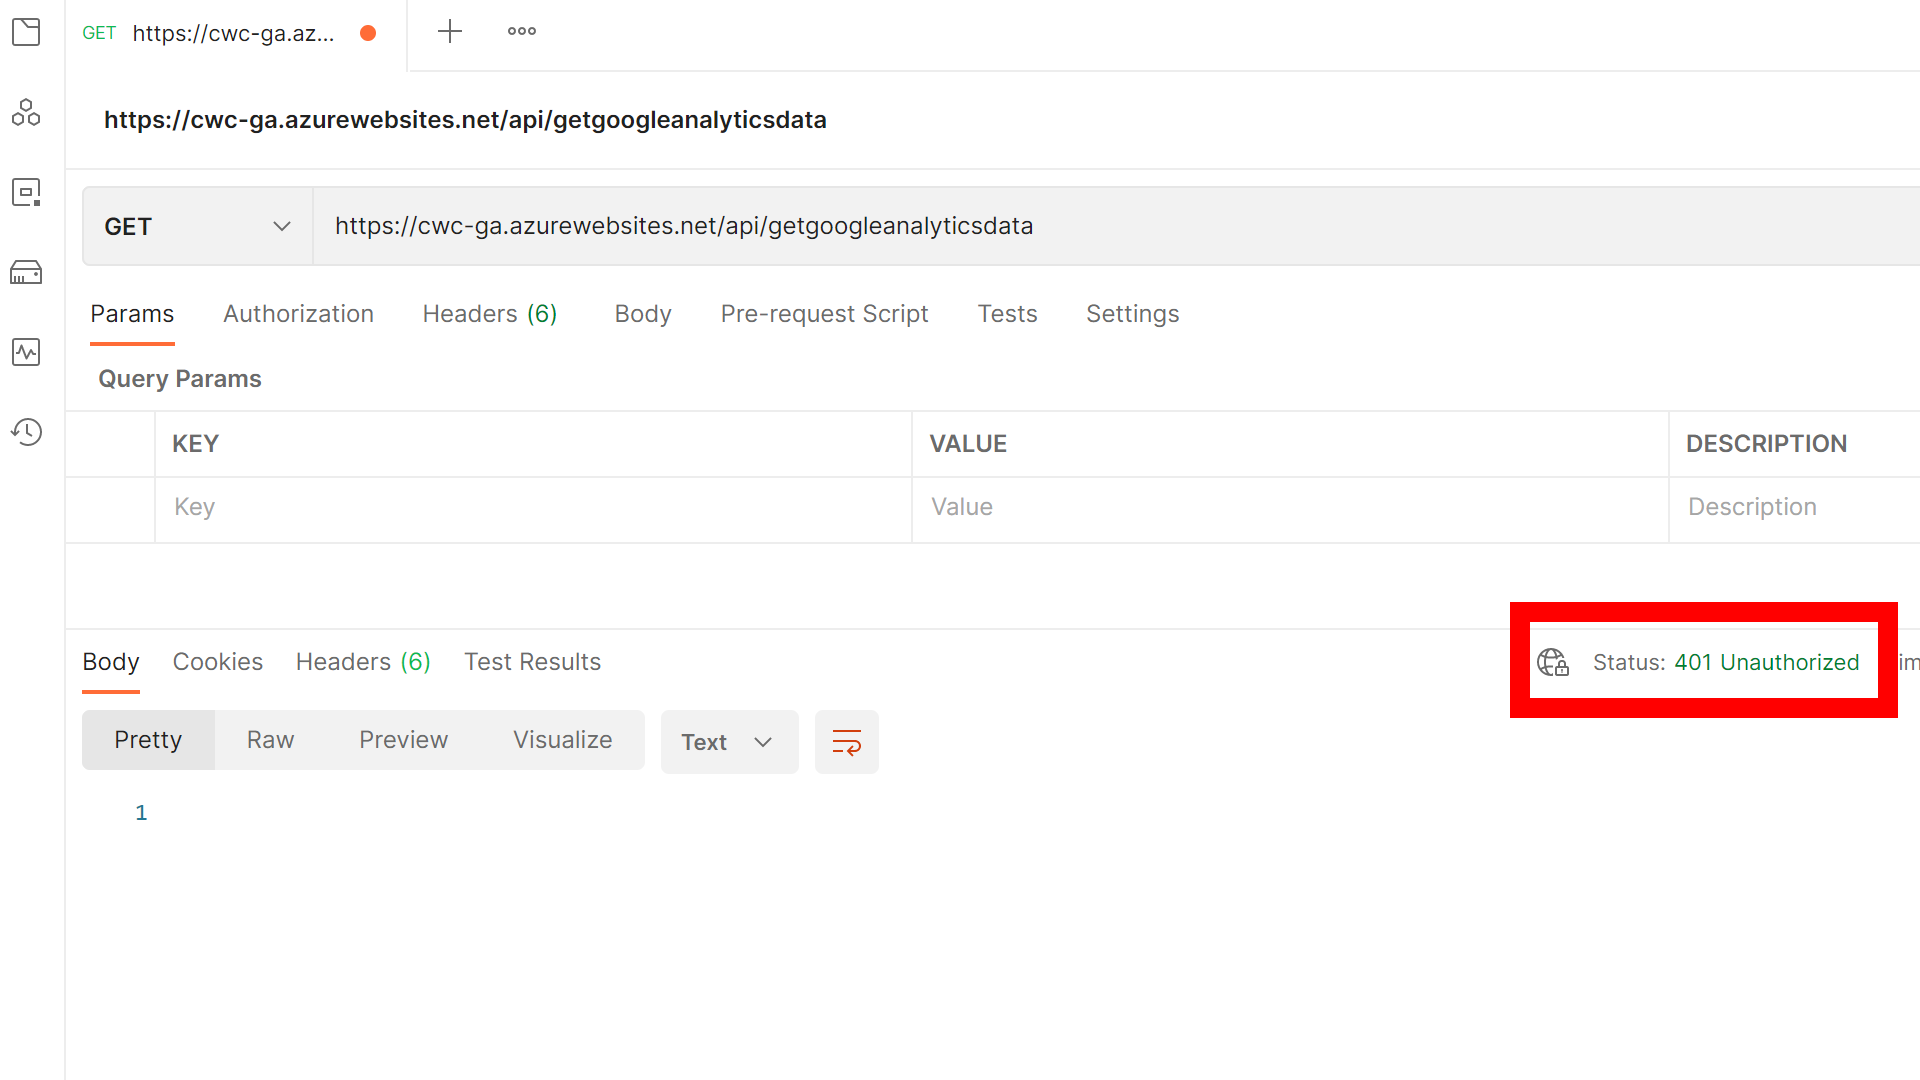 GET https://cwc-ga.az...
https://cwc-ga.azurewebsites.net/api/getgoogleanalyticsdata
GET https://cwc-ga.azurewebsites.net/api/getgoogleanalyticsdata
Params Authorization Headers (6) Body Pre-request Script Tests Settings
Query Params
KEY VALUE DESCRIPTION
Key Value Description
Body Cookies Headers (6) Test Results Status: 401 Unauthorized
Pretty Raw Preview Visualize Text
1